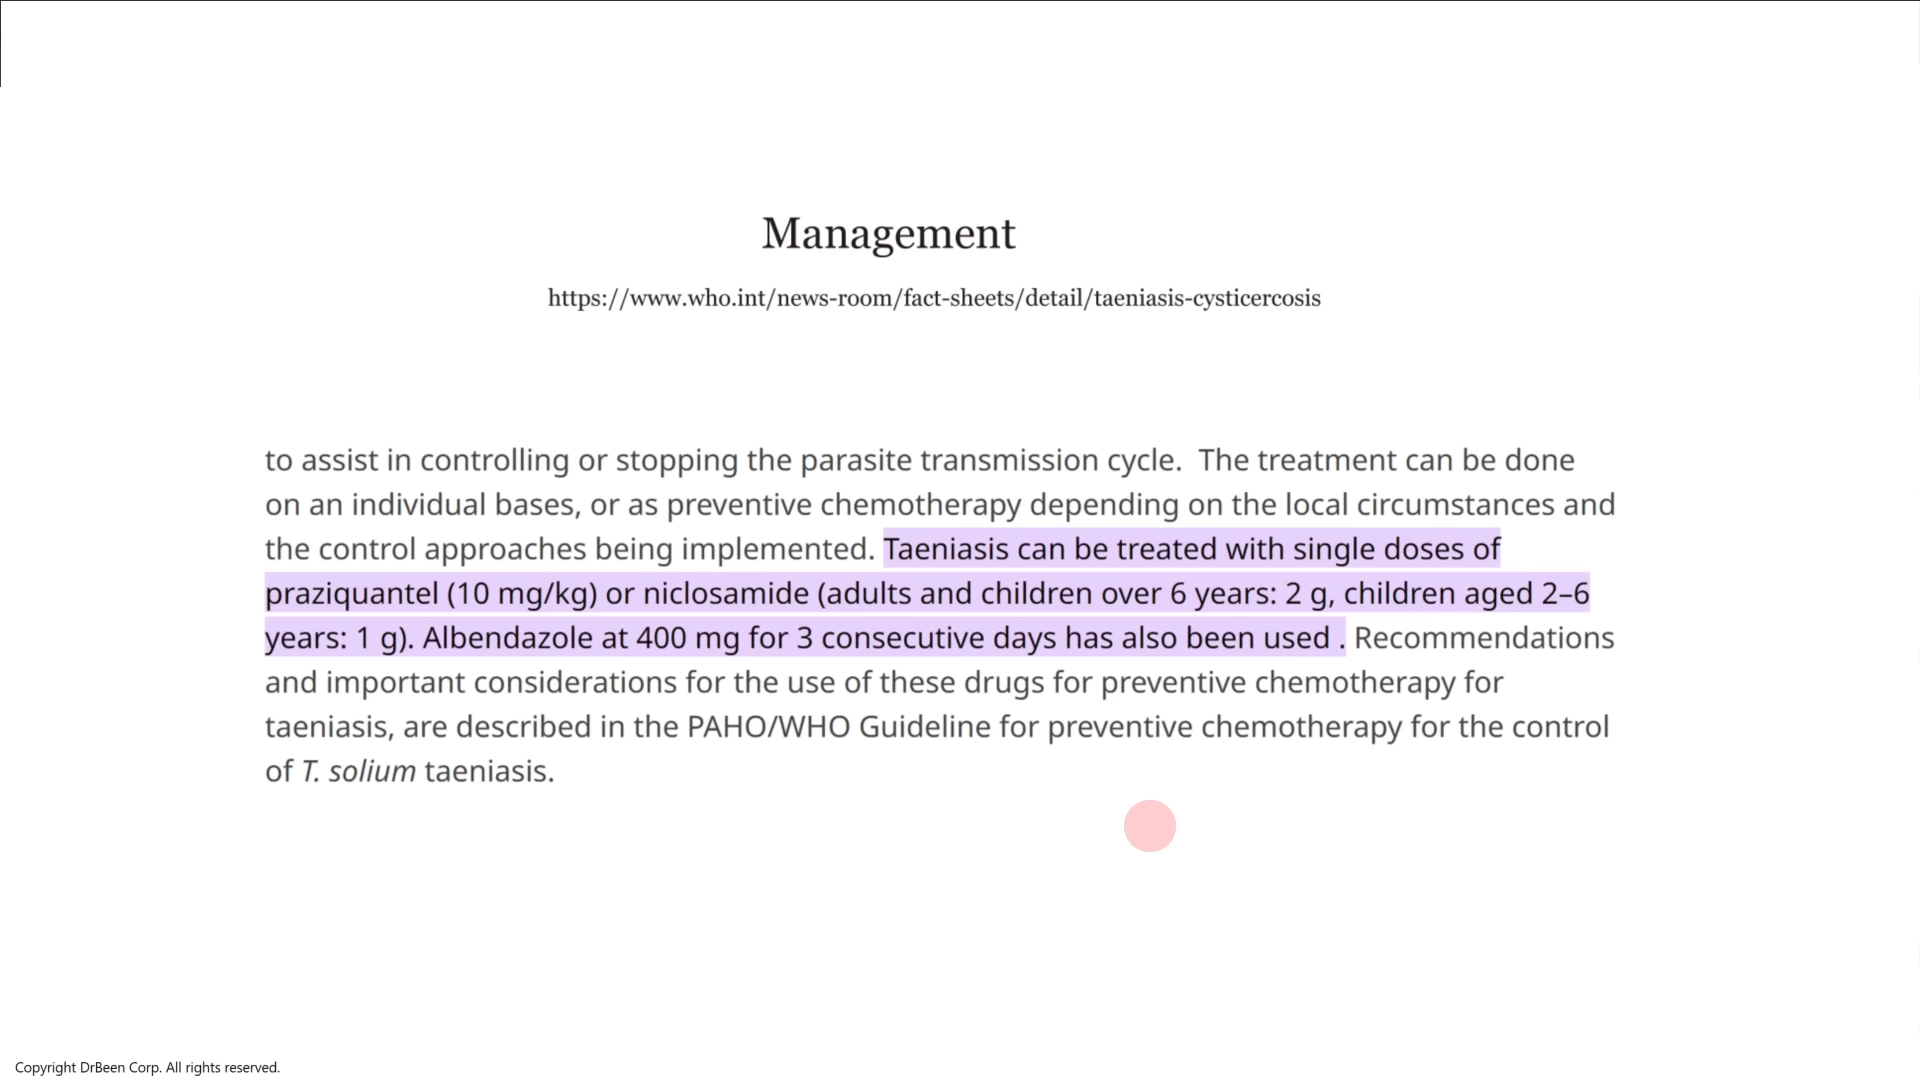 Management
https://www.who.int/news-room/fact-sheets/detail/taeniasis-cysticercosis
to assist in controlling or stopping the parasite transmission cycle.  The treatment can be done
on an individual bases, or as preventive chemotherapy depending on the local circumstances and
the control approaches being implemented. Taeniasis can be treated with single doses of
praziquantel (10 mg/kg) or niclosamide (adults and children over 6 years: 2 g, children aged 2–6
years: 1 g). Albendazole at 400 mg for 3 consecutive days has also been used . Recommendations
and important considerations for the use of these drugs for preventive chemotherapy for
taeniasis, are described in the PAHO/WHO Guideline for preventive chemotherapy for the control
of T. solium taeniasis.
Copyright DrBeen Corp. All rights reserved.